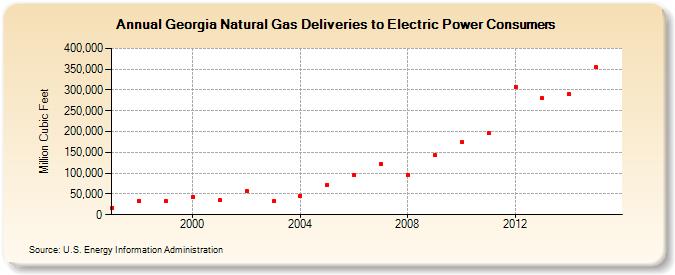 Annual Georgia Natural Gas Deliveries to Electric Power Consumers
Million Cubic Feet
400,000
350,000
300,000
250,000
200,000
150,000
100,000
50,000
0
2000 2004 2008 2012
Source: U.S. Energy Information Administration